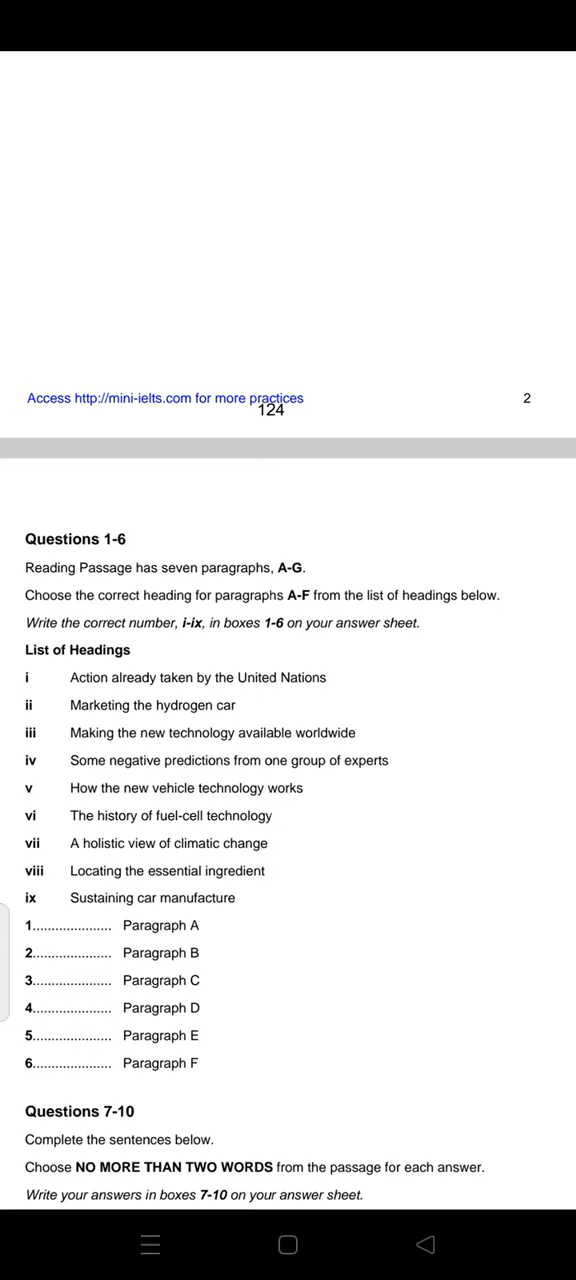 Access http://mini-ielts.com for more practices
2
124
Questions 1-6
Reading Passage has seven paragraphs, A-G.
Choose the correct heading for paragraphs A-F from the list of headings below.
Write the correct number, i-ix, in boxes 1-6 on your answer sheet.
List of Headings
i Action already taken by the United Nations
ii Marketing the hydrogen car
iii Making the new technology available worldwide
iv Some negative predictions from one group of experts
v How the new vehicle technology works
vi The history of fuel-cell technology
vii A holistic view of climatic change
viii Locating the essential ingredient
ix Sustaining car manufacture
1..................... Paragraph A
2..................... Paragraph B
3..................... Paragraph C
4..................... Paragraph D
5..................... Paragraph E
6..................... Paragraph F
Questions 7-10
Complete the sentences below.
Choose NO MORE THAN TWO WORDS from the passage for each answer.
Write your answers in boxes 7-10 on your answer sheet.